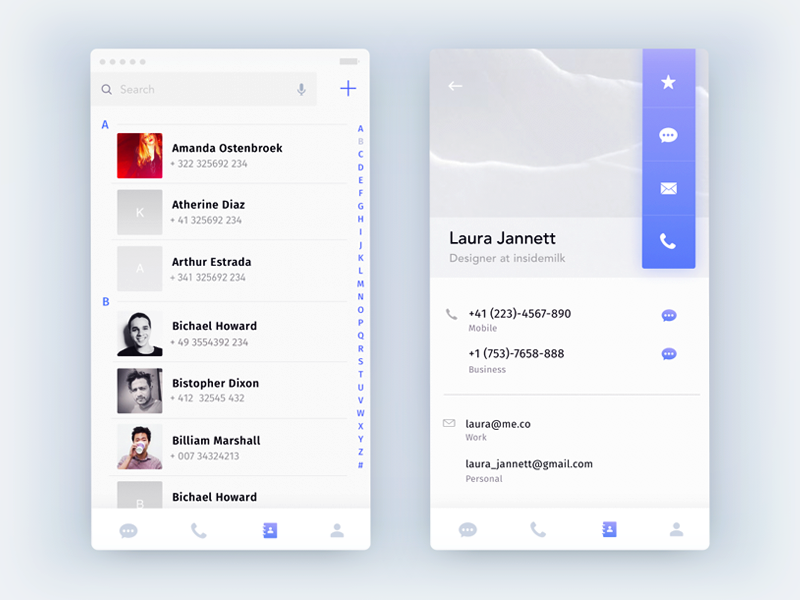 Search
A
Amanda Ostenbroek
+ 322 325692 234
K
Atherine Diaz
+ 41 325692 234
A
Arthur Estrada
+ 341 325692 234
B
Bichael Howard
+ 49 3554392 234
Bistopher Dixon
+ 412 32545 432
Billiam Marshall
+ 007 34324213
B
Bichael Howard
A
B
C
D
E
F
G
H
I
J
K
L
M
N
O
P
Q
R
S
T
U
V
W
X
Y
Z
#
Laura Jannett
Designer at insidemilk
+41 (223)-4567-890
Mobile
+1 (753)-7658-888
Business
laura@me.co
Work
laura_jannett@gmail.com
Personal